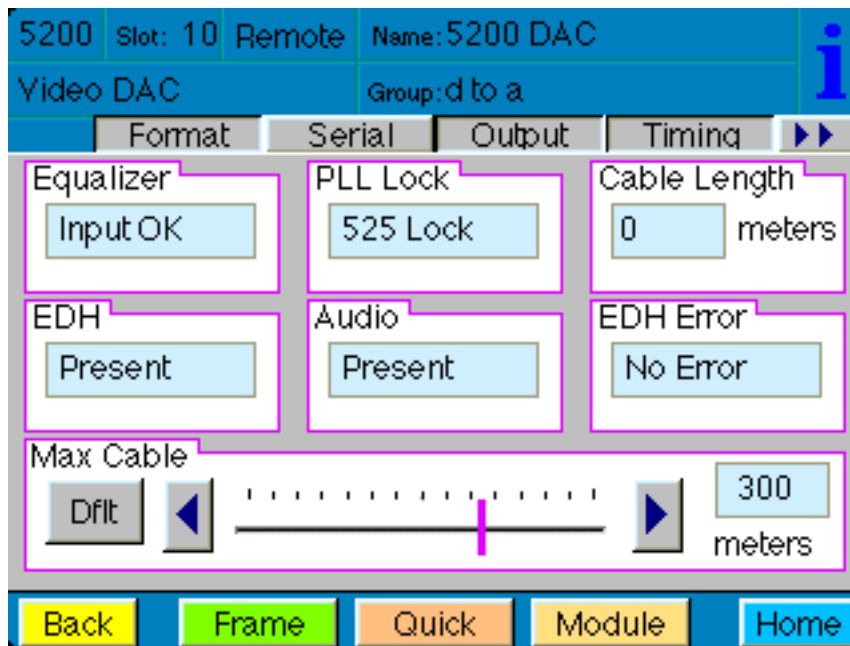 5200 Slot: 10 Remote Name: 5200 DAC
Video DAC Group: d to a
i
Format Serial Output Timing
Equalizer PLL Lock Cable Length
Input OK 525 Lock 0 meters
EDH Audio EDH Error
Present Present No Error
Max Cable
Dflt 300
meters
Back Frame Quick Module Home